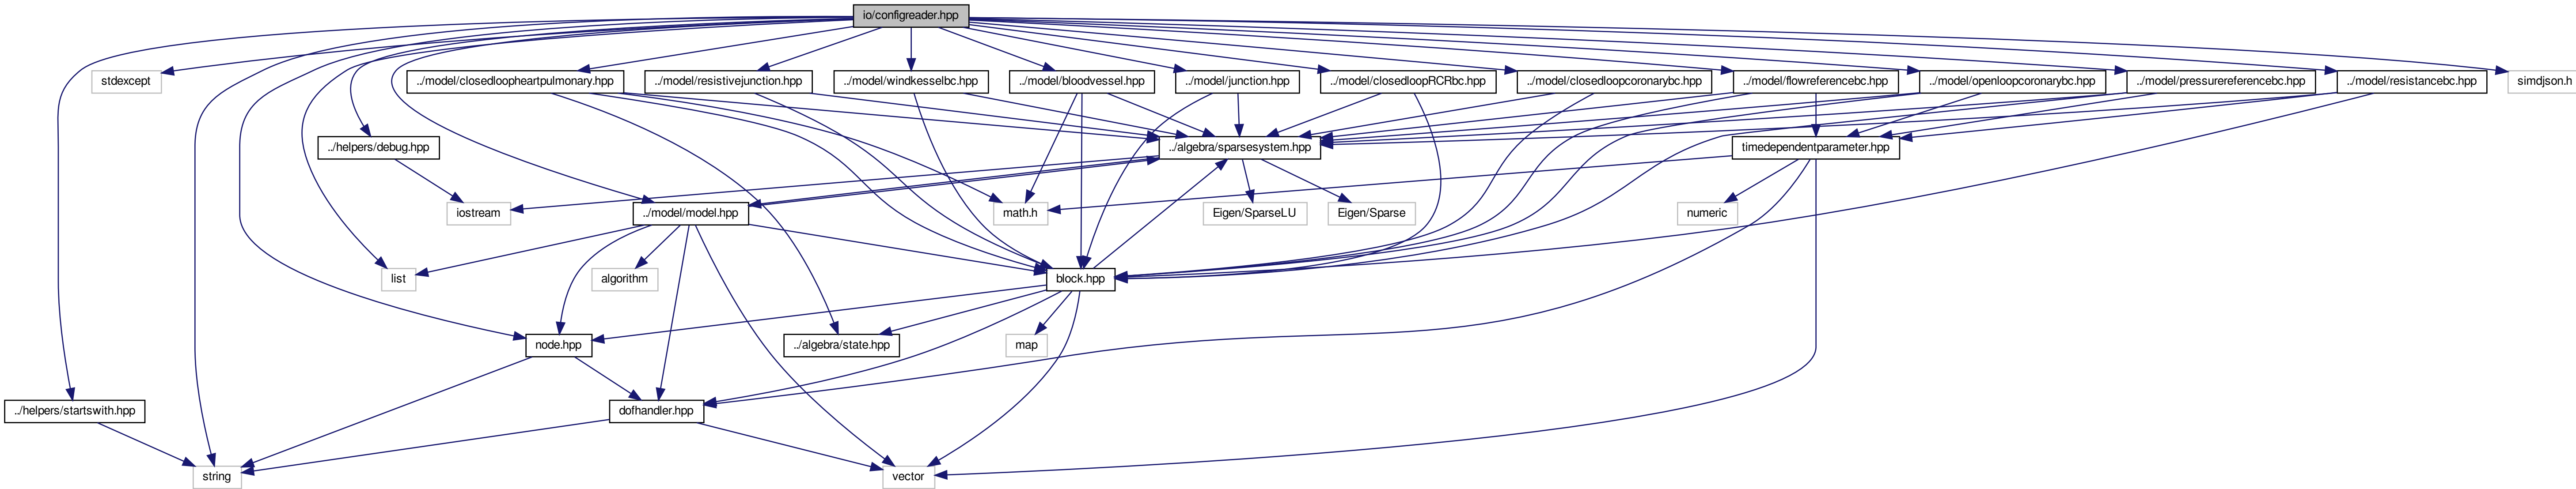 io/configreader.hpp
stdexcept
../model/closedloopheartpulmonary.hpp
../model/resistivejunction.hpp
../model/windkesselbc.hpp
../model/bloodvessel.hpp
../model/junction.hpp
../model/closedloopRCRbc.hpp
../model/closedloopcoronarybc.hpp
../model/flowreferencebc.hpp
../model/openloopcoronarybc.hpp
../model/pressurereferencebc.hpp
../model/resistancebc.hpp
simdjson.h
../helpers/debug.hpp
../algebra/sparsesystem.hpp
timedependentparameter.hpp
iostream
../model/model.hpp
math.h
Eigen/SparseLU
Eigen/Sparse
numeric
list
algorithm
block.hpp
node.hpp
../algebra/state.hpp
map
../helpers/startswith.hpp
dofhandler.hpp
string
vector